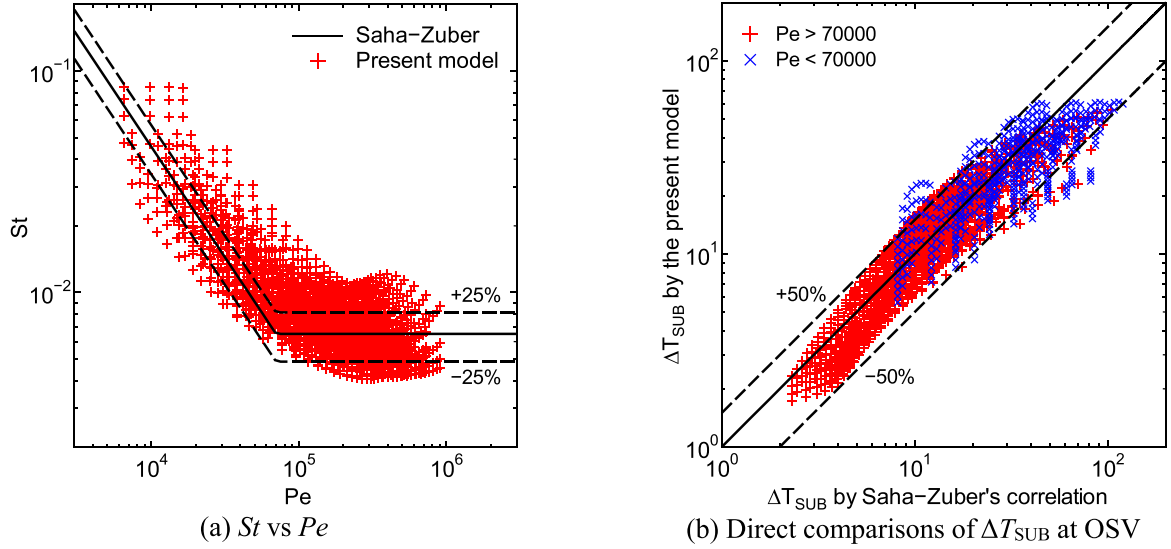 Saha−Zuber
Present model
10⁻¹
10⁻²
St
+25%
−25%
10⁴
10⁵
10⁶
Pe
(a) St vs Pe
Pe > 70000
Pe < 70000
10²
10¹
10⁰
ΔT_SUB by the present model
+50%
−50%
10⁰
10¹
10²
ΔT_SUB by Saha−Zuber's correlation
(b) Direct comparisons of ΔT_SUB at OSV